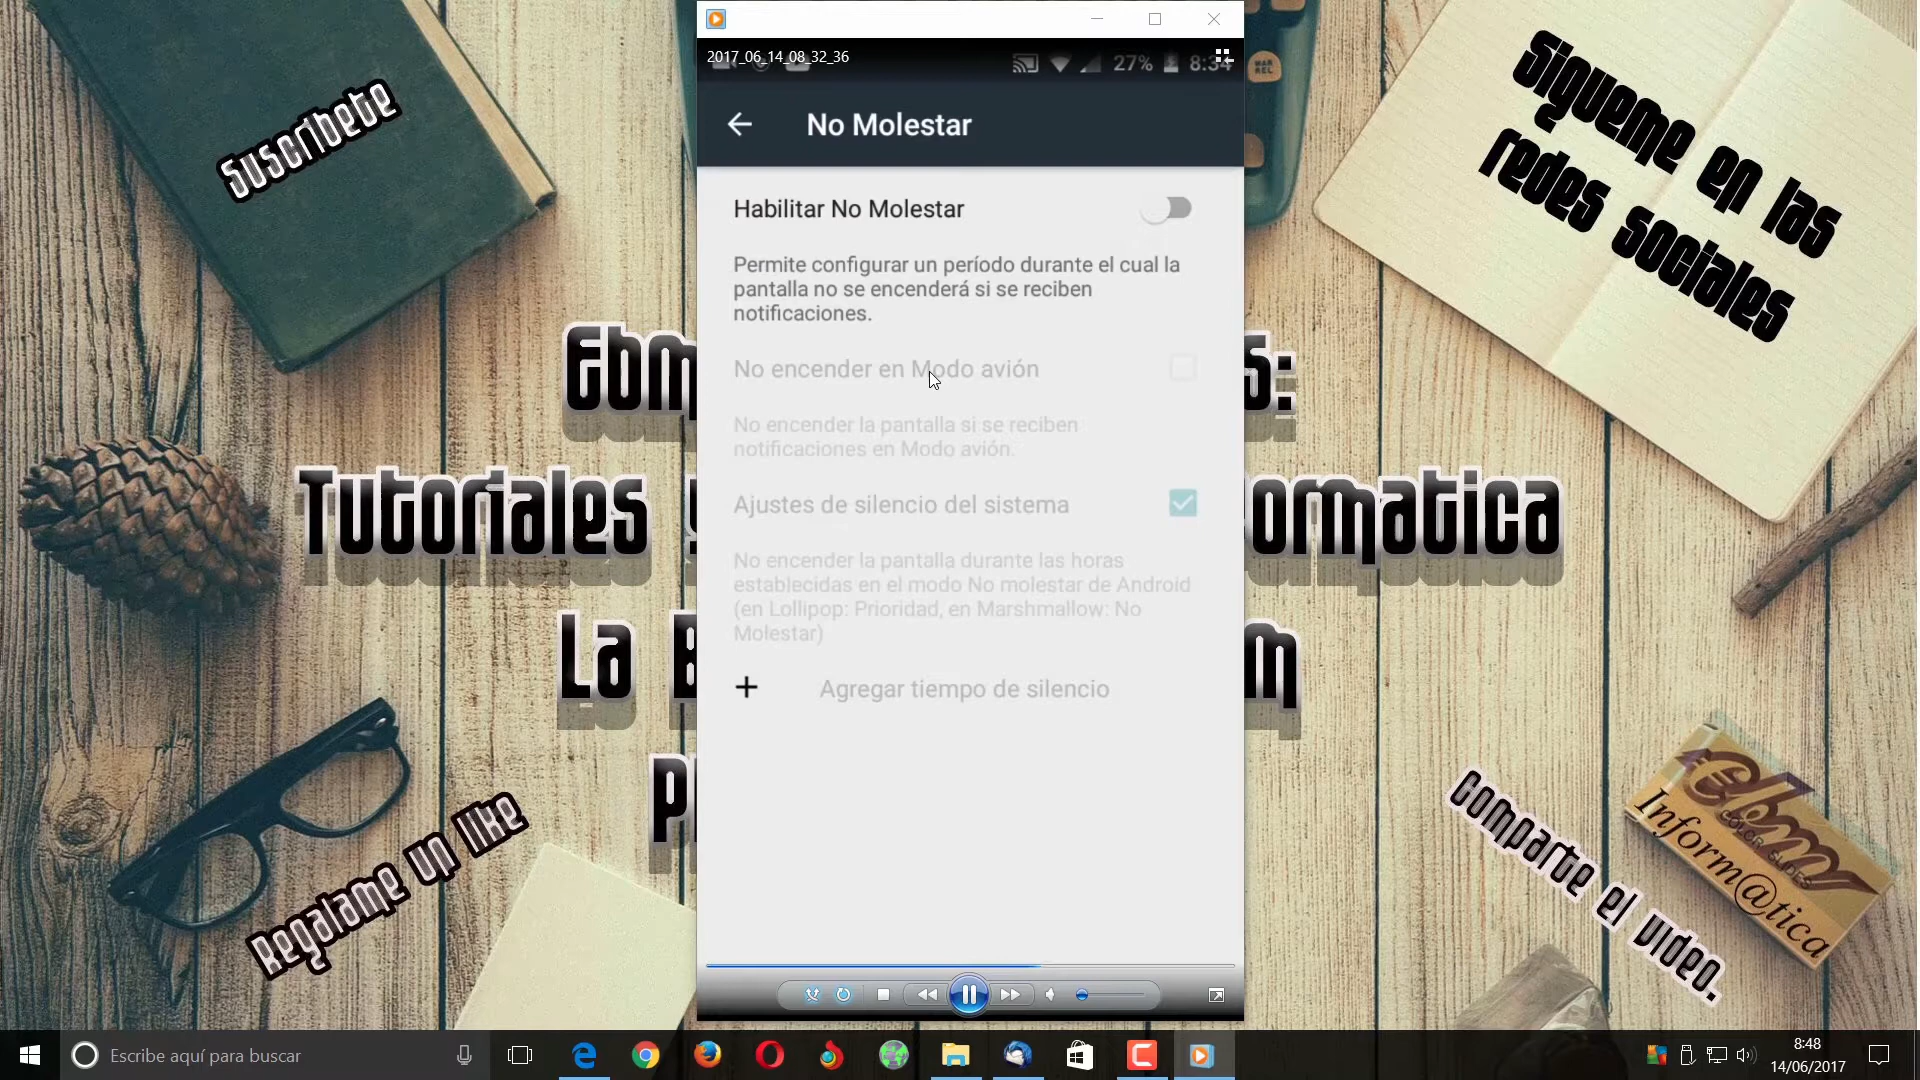 2017_06_14_08_32_36
27%
8:34
No Molestar
Habilitar No Molestar
Permite configurar un período durante el cual la
pantalla no se encenderá si se reciben
notificaciones.
No encender en Modo avión
No encender la pantalla si se reciben
notificaciones en Modo avión.
Ajustes de silencio del sistema
No encender la pantalla durante las horas
establecidas en el modo No molestar de Android
(en Lollipop: Prioridad, en Marshmallow: No
Molestar)
Agregar tiempo de silencio
Suscribete
Sigueme en las
redes sociales
Tutoriales
La
Regalame un like
Comparte el video.
Ebm
COLOR SLIDES
Inform@tica
Escribe aquí para buscar
8:48
14/06/2017